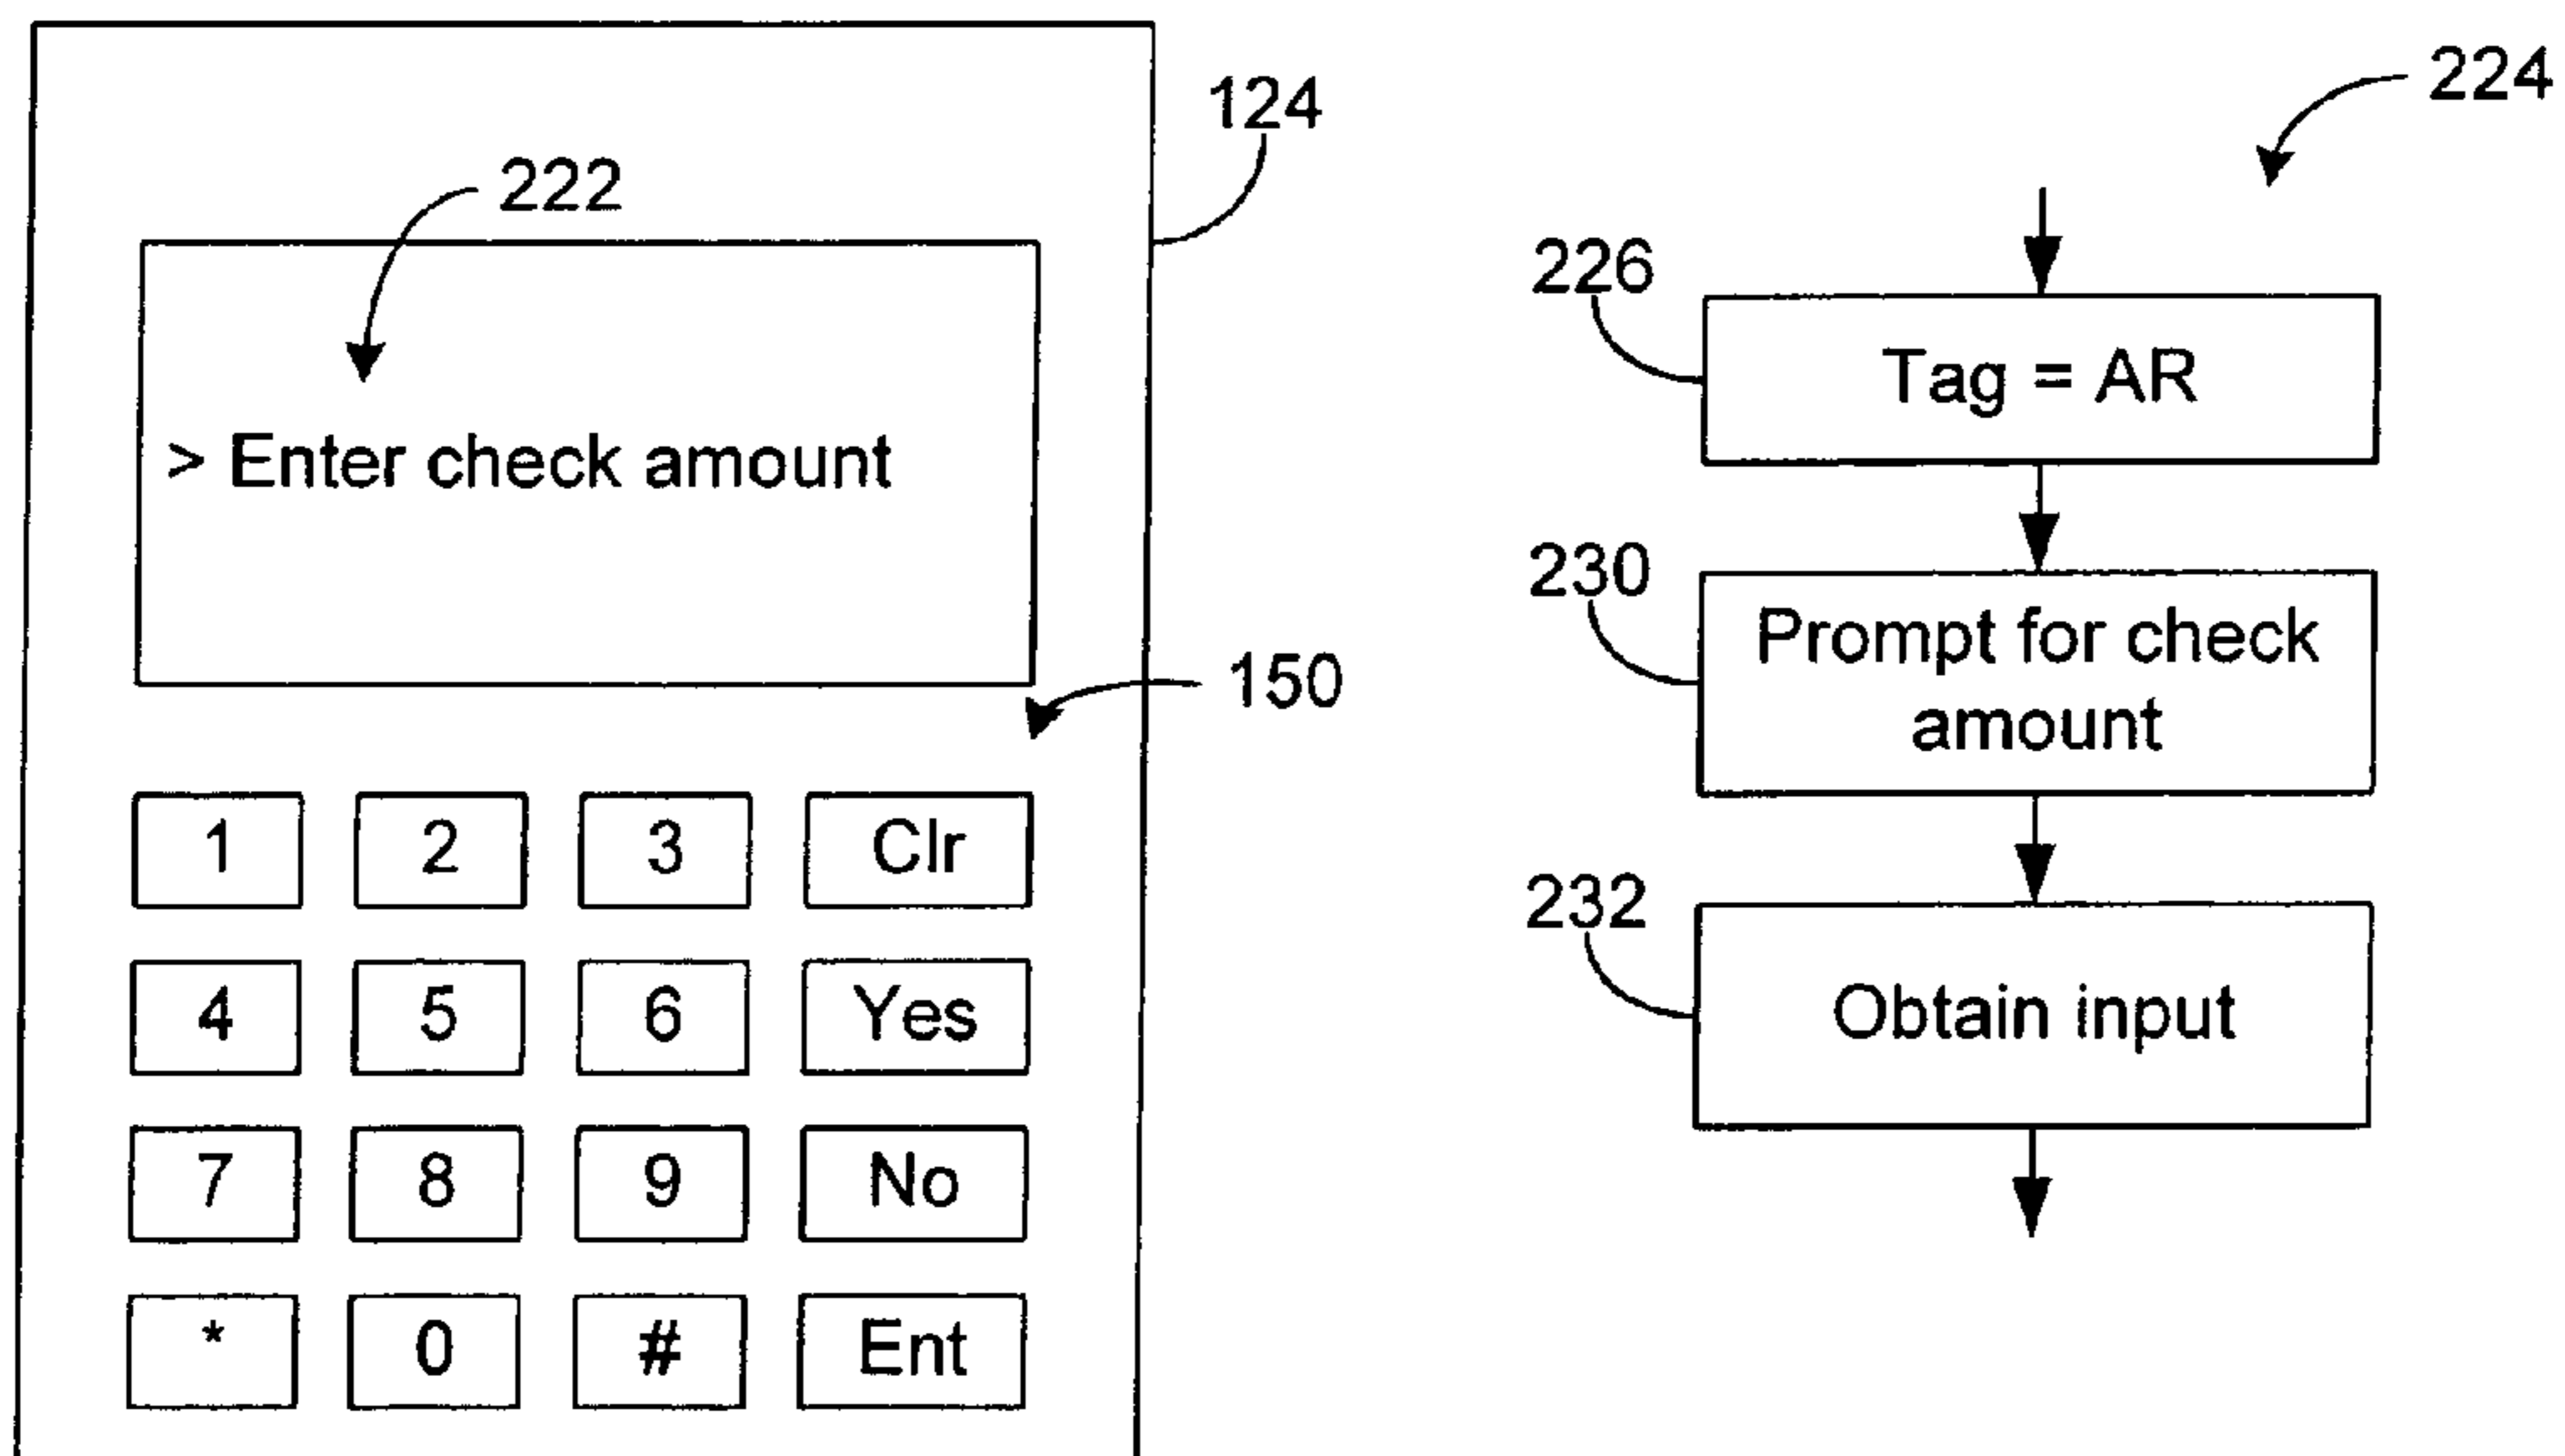 124
222
> Enter check amount
150
1 2 3 Clr
4 5 6 Yes
7 8 9 No
* 0 # Ent
224
226
Tag = AR
230
Prompt for check
amount
232
Obtain input